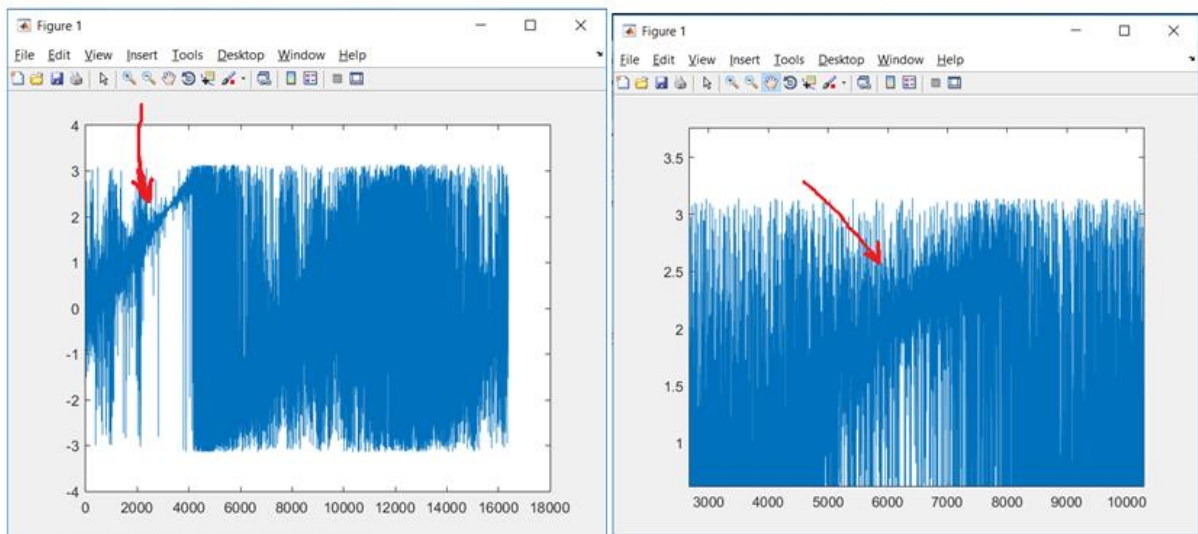 Figure 1
File Edit View Insert Tools Desktop Window Help
4
3
2
1
0
-1
-2
-3
-4
0 2000 4000 6000 8000 10000 12000 14000 16000 18000
Figure 1
File Edit View Insert Tools Desktop Window Help
3.5
3
2.5
2
1.5
1
3000 4000 5000 6000 7000 8000 9000 10000